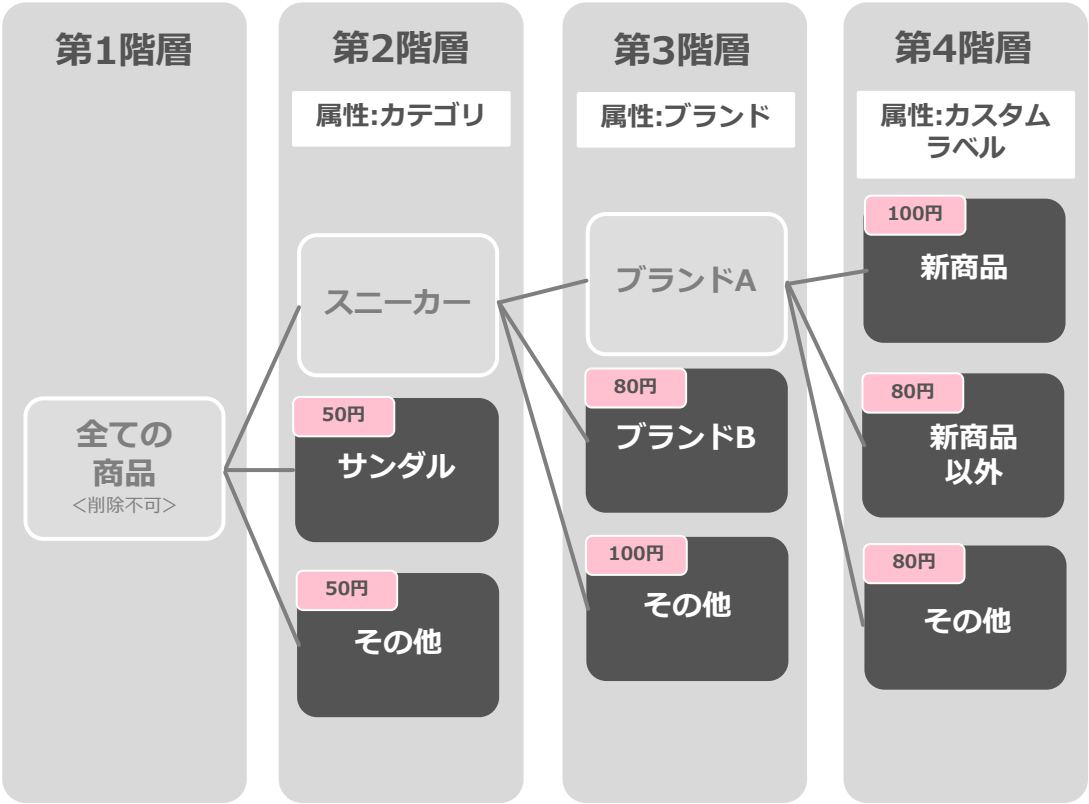 第1階層
全ての
商品
＜削除不可＞
第2階層
属性:カテゴリ
スニーカー
50円
サンダル
50円
その他
第3階層
属性:ブランド
ブランドA
80円
ブランドB
100円
その他
第4階層
属性:カスタム
ラベル
100円
新商品
80円
新商品
以外
80円
その他